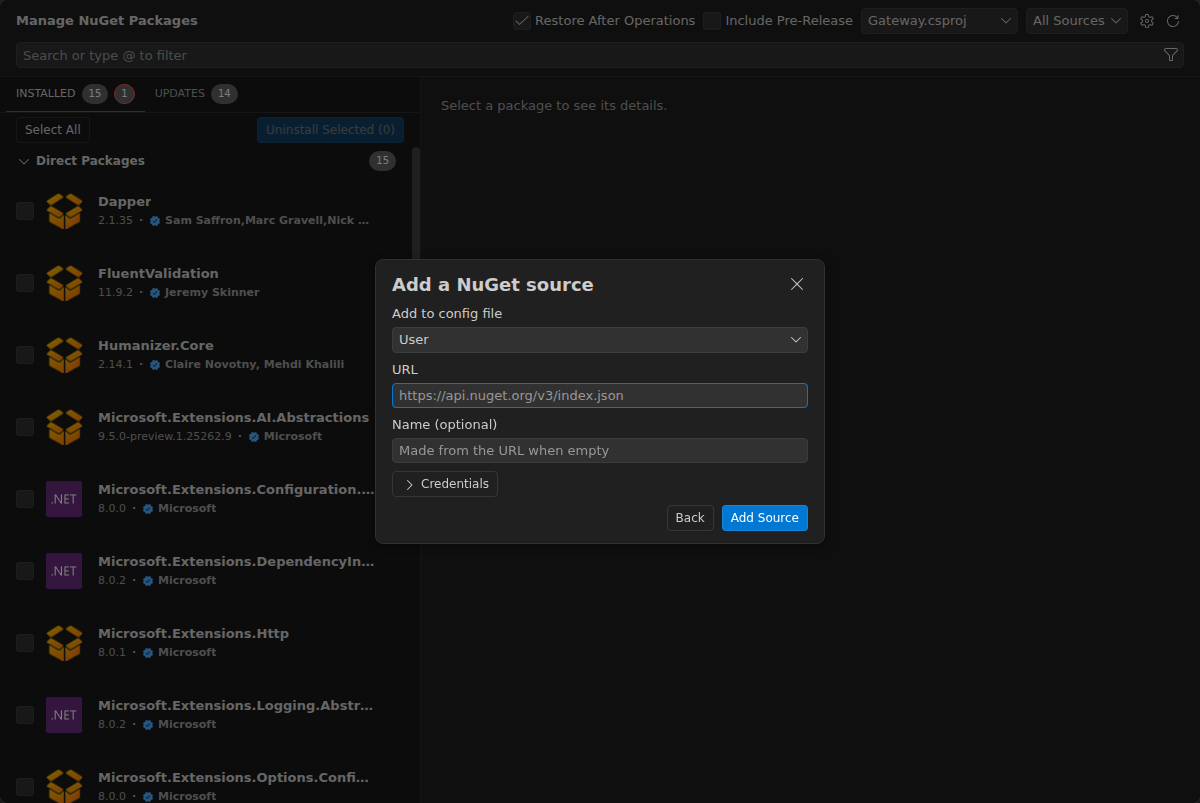 Manage NuGet Packages
Restore After Operations
Include Pre-Release
Gateway.csproj
All Sources
Search or type @ to filter
INSTALLED 15 1 UPDATES 14
Select a package to see its details.
Select All
Uninstall Selected (0)
Direct Packages 15
Dapper
2.1.35 · Sam Saffron,Marc Gravell,Nick ...
FluentValidation
11.9.2 · Jeremy Skinner
Humanizer.Core
2.14.1 · Claire Novotny, Mehdi Khalili
Microsoft.Extensions.AI.Abstractions
9.5.0-preview.1.25262.9 · Microsoft
.NET
Microsoft.Extensions.Configuration....
8.0.0 · Microsoft
.NET
Microsoft.Extensions.DependencyIn...
8.0.2 · Microsoft
Microsoft.Extensions.Http
8.0.1 · Microsoft
.NET
Microsoft.Extensions.Logging.Abstr...
8.0.2 · Microsoft
Microsoft.Extensions.Options.Confi...
8.0.0 · Microsoft
Add a NuGet source
Add to config file
User
URL
https://api.nuget.org/v3/index.json
Name (optional)
Made from the URL when empty
Credentials
Back
Add Source